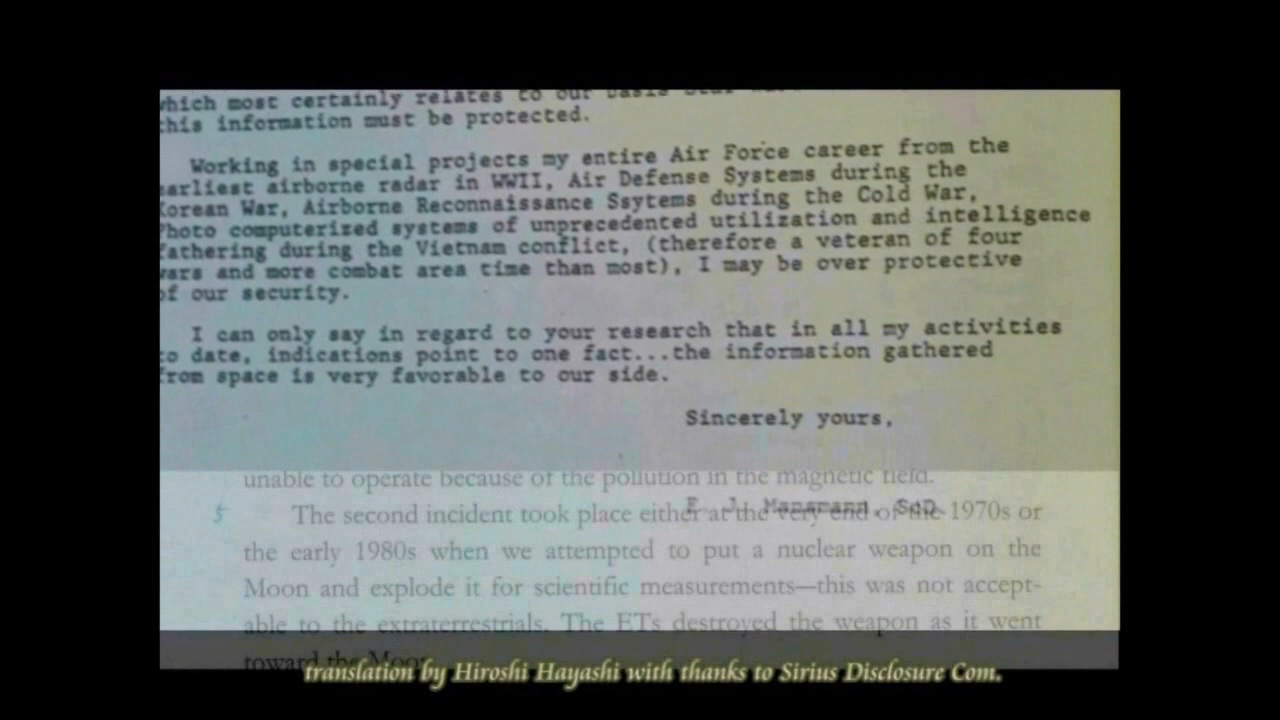 which most certainly relates to our
this information must be protected.
Working in special projects my entire Air Force career from the
earliest airborne radar in WWII, Air Defense Systems during the
Korean War, Airborne Reconnaissance Ssytems during the Cold War,
Photo computerized systems of unprecedented utilization and intelligence
gathering during the Vietnam conflict, (therefore a veteran of four
wars and more combat area time than most), I may be over protective
of our security.
I can only say in regard to your research that in all my activities
to date, indications point to one fact...the information gathered
from space is very favorable to our side.
Sincerely yours,
unable to operate because of the pollution in the magnetic field.
E. J. Mansmann, ScD.
5 The second incident took place either at the very end of the 1970s or
the early 1980s when we attempted to put a nuclear weapon on the
Moon and explode it for scientific measurements—this was not accept-
able to the extraterrestrials. The ETs destroyed the weapon as it went
toward the Moon
translation by Hiroshi Hayashi with thanks to Sirius Disclosure Com.